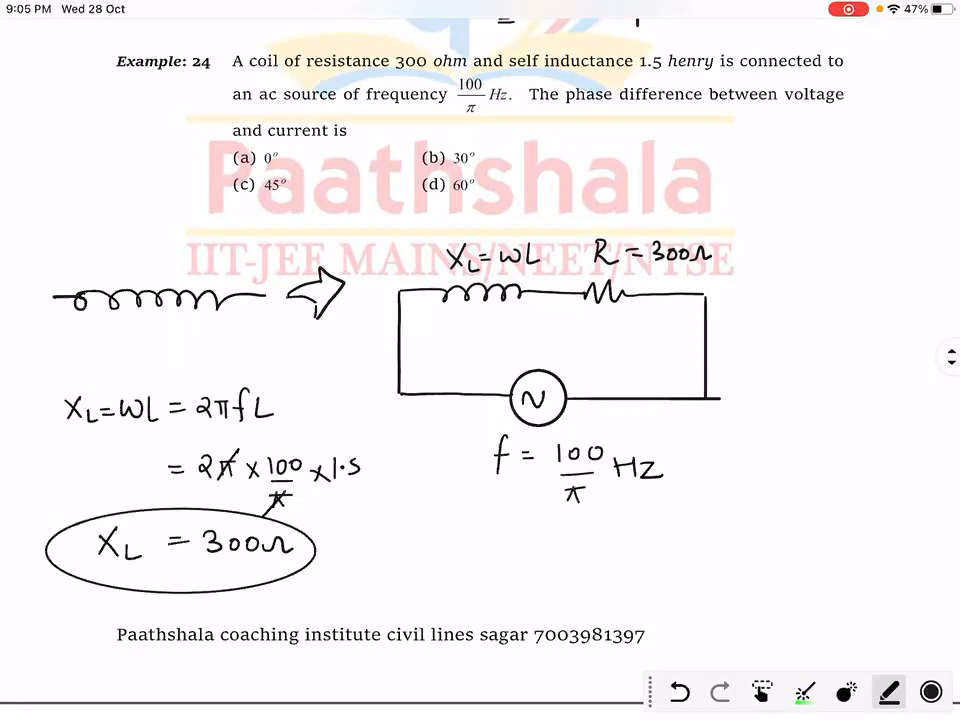 9:05 PM Wed 28 Oct 47%
Example: 24 A coil of resistance 300 ohm and self inductance 1.5 henry is connected to
an ac source of frequency 100/π Hz. The phase difference between voltage
and current is
(a) 0° (b) 30°
(c) 45° (d) 60°
Paathshala
IIT-JEE MAINS/NEET/NTSE
X_L = ωL R = 300Ω
X_L = ωL = 2πfL
= 2π × 100/π × 1.5
f = 100/π HZ
X_L = 300Ω
Paathshala coaching institute civil lines sagar 7003981397